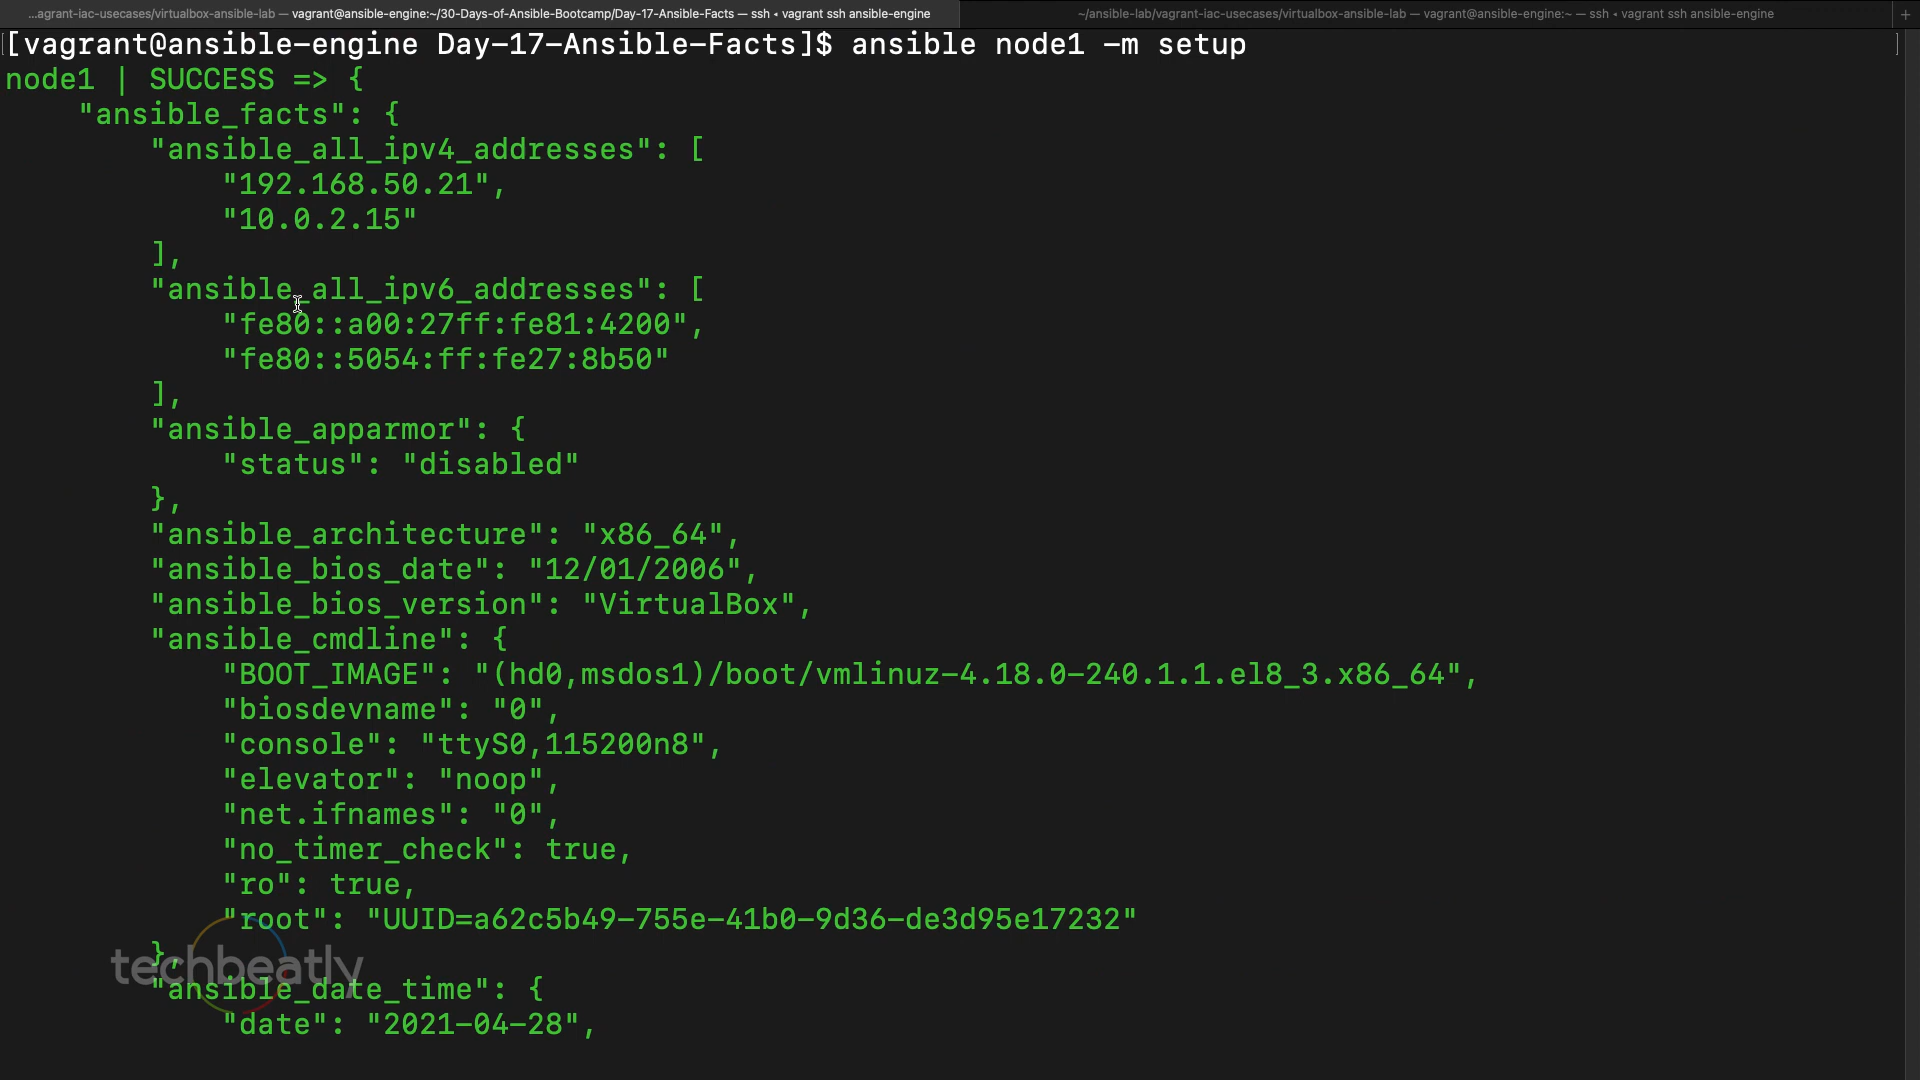 ...agrant-iac-usecases/virtualbox-ansible-lab — vagrant@ansible-engine:~/30-Days-of-Ansible-Bootcamp/Day-17-Ansible-Facts — ssh ‹ vagrant ssh ansible-engine
~/ansible-lab/vagrant-iac-usecases/virtualbox-ansible-lab — vagrant@ansible-engine:~ — ssh ‹ vagrant ssh ansible-engine +
[vagrant@ansible-engine Day-17-Ansible-Facts]$ ansible node1 -m setup
node1 | SUCCESS => {
    "ansible_facts": {
        "ansible_all_ipv4_addresses": [
            "192.168.50.21",
            "10.0.2.15"
        ],
        "ansible_all_ipv6_addresses": [
            "fe80::a00:27ff:fe81:4200",
            "fe80::5054:ff:fe27:8b50"
        ],
        "ansible_apparmor": {
            "status": "disabled"
        },
        "ansible_architecture": "x86_64",
        "ansible_bios_date": "12/01/2006",
        "ansible_bios_version": "VirtualBox",
        "ansible_cmdline": {
            "BOOT_IMAGE": "(hd0,msdos1)/boot/vmlinuz-4.18.0-240.1.1.el8_3.x86_64",
            "biosdevname": "0",
            "console": "ttyS0,115200n8",
            "elevator": "noop",
            "net.ifnames": "0",
            "no_timer_check": true,
            "ro": true,
            "root": "UUID=a62c5b49-755e-41b0-9d36-de3d95e17232"
        },
techbeatly
        "ansible_date_time": {
            "date": "2021-04-28",